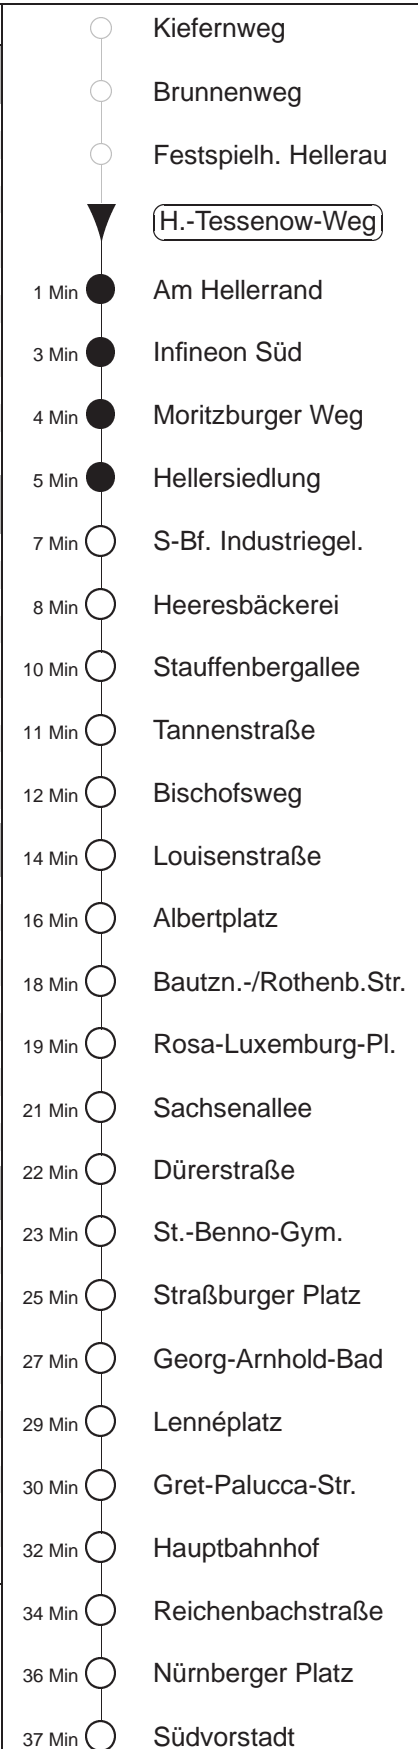 Kiefernweg
Brunnenweg
Festspielh. Hellerau
H.-Tessenow-Weg
1 Min Am Hellerrand
3 Min Infineon Süd
4 Min Moritzburger Weg
5 Min Hellersiedlung
7 Min S-Bf. Industriegel.
8 Min Heeresbäckerei
10 Min Stauffenbergallee
11 Min Tannenstraße
12 Min Bischofsweg
14 Min Louisenstraße
16 Min Albertplatz
18 Min Bautzn.-/Rothenb.Str.
19 Min Rosa-Luxemburg-Pl.
21 Min Sachsenallee
22 Min Dürerstraße
23 Min St.-Benno-Gym.
25 Min Straßburger Platz
27 Min Georg-Arnhold-Bad
29 Min Lennéplatz
30 Min Gret-Palucca-Str.
32 Min Hauptbahnhof
34 Min Reichenbachstraße
36 Min Nürnberger Platz
37 Min Südvorstadt